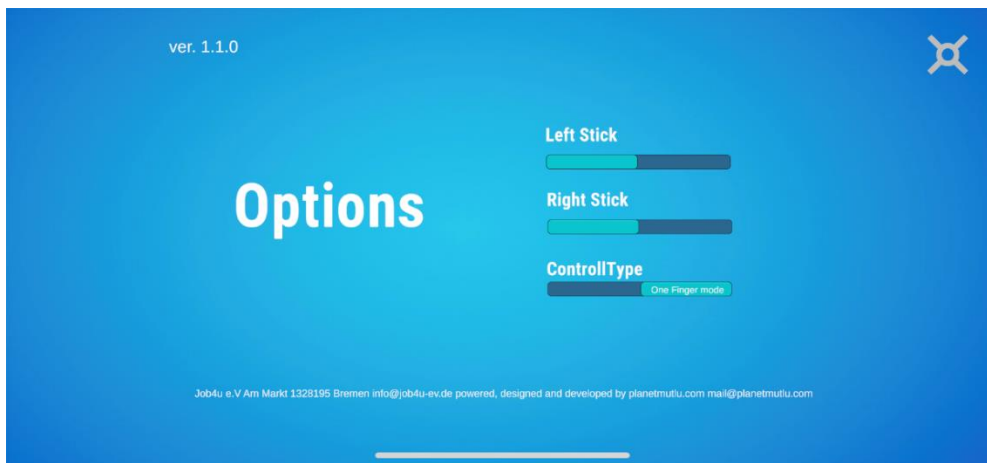 ver. 1.1.0
Options
Left Stick
Right Stick
ControllType
One Finger mode
Job4u e.V Am Markt 1328195 Bremen info@job4u-ev.de powered, designed and developed by planetmutlu.com mail@planetmutlu.com